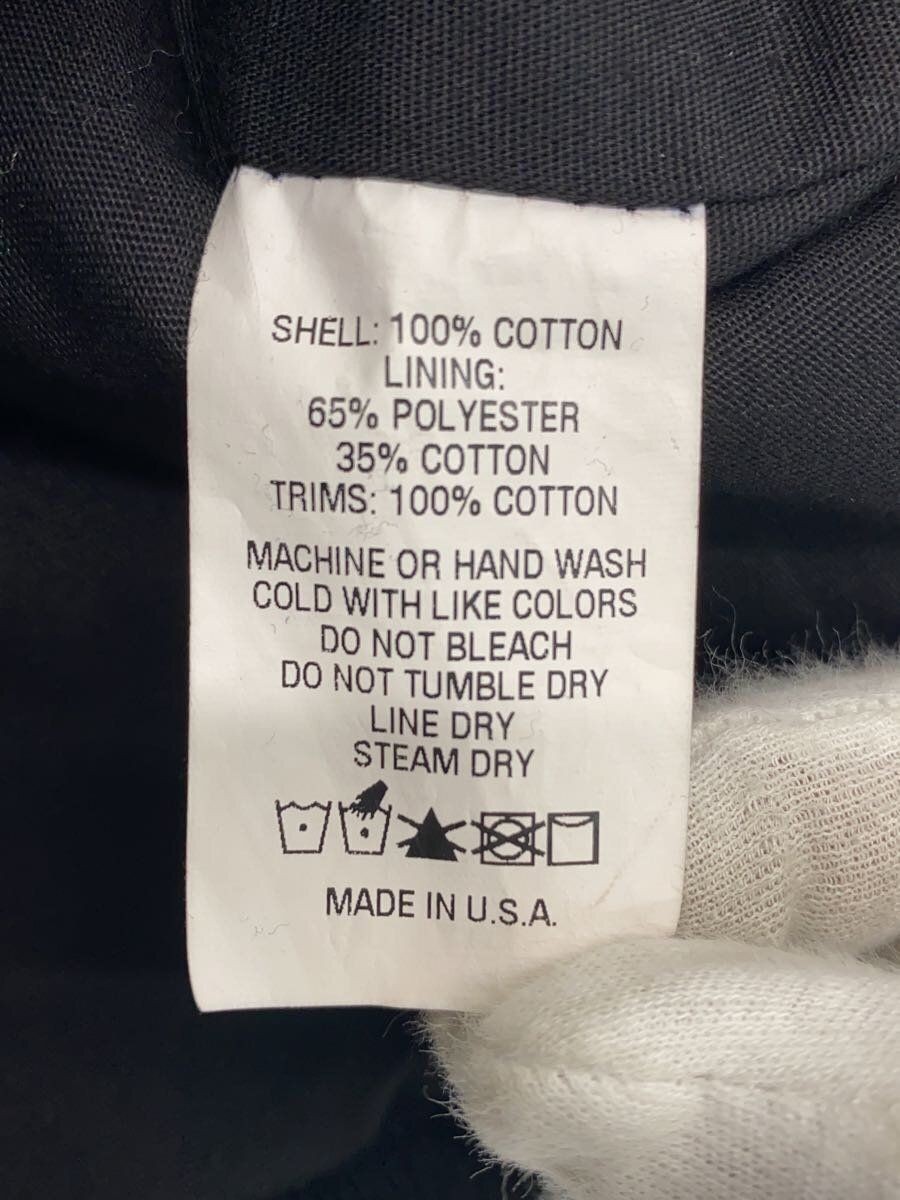 SHELL: 100% COTTON
LINING:
65% POLYESTER
35% COTTON
TRIMS: 100% COTTON
MACHINE OR HAND WASH
COLD WITH LIKE COLORS
DO NOT BLEACH
DO NOT TUMBLE DRY
LINE DRY
STEAM DRY
MADE IN U.S.A.